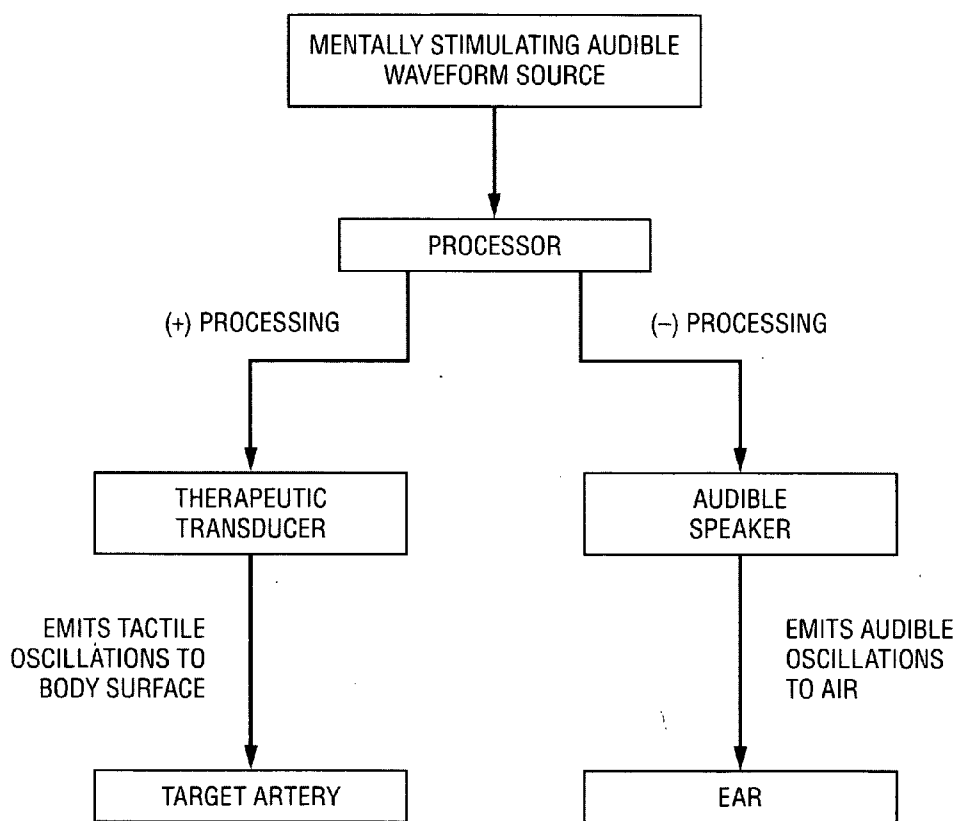 MENTALLY STIMULATING AUDIBLE
WAVEFORM SOURCE
PROCESSOR
(+) PROCESSING
(–) PROCESSING
THERAPEUTIC
TRANSDUCER
AUDIBLE
SPEAKER
EMITS TACTILE
OSCILLATIONS TO
BODY SURFACE
EMITS AUDIBLE
OSCILLATIONS
TO AIR
TARGET ARTERY
EAR